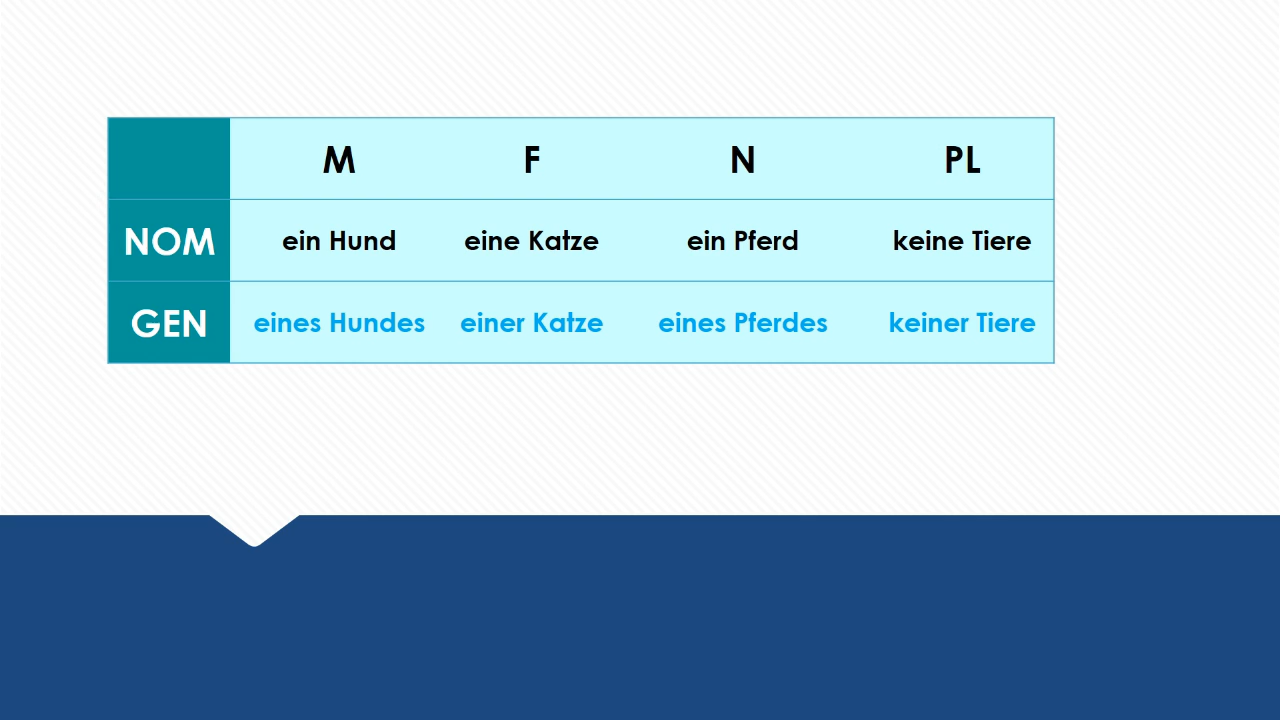 M F N PL
NOM ein Hund eine Katze ein Pferd keine Tiere
GEN eines Hundes einer Katze eines Pferdes keiner Tiere